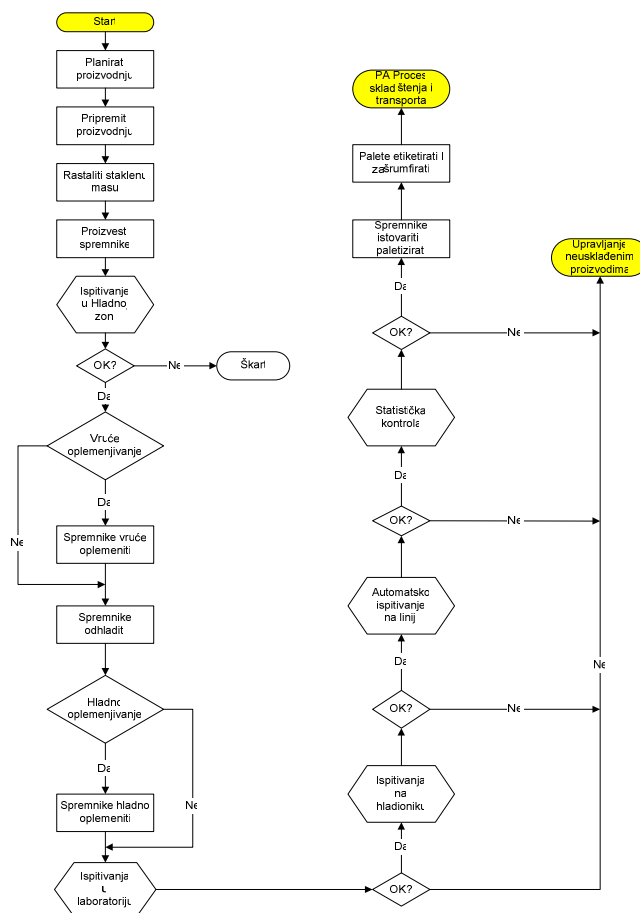 Start
Planirat
proizvodnju
Pripremit
proizvodnju
Rastaliti staklenu
masu
Proizvest
spremnike
Ispitivanje
u Hladnoj
zon
OK?
Ne
Škart
Da
Vruće
oplemenjivanje
Da
Ne
Spremnike vruće
oplemeniti
Spremnike
odhladit
Hladno
oplemenjivanje
Da
Ne
Spremnike hladno
oplemeniti
Ispitivanja
u
laboratoriju
OK?
Da
Ispitivanja
na
hladioniku
OK?
Ne
Da
Automatsko
ispitivanje
na linij
OK?
Ne
Da
Statistička
kontrola
OK?
Ne
Da
Spremnike
istovariti
paletizirat
Palete etiketirati I
zašrumfirati
PA Proces
sklad štenja i
transporta
Ne
Upravljanje
neusklađenim
proizvodima